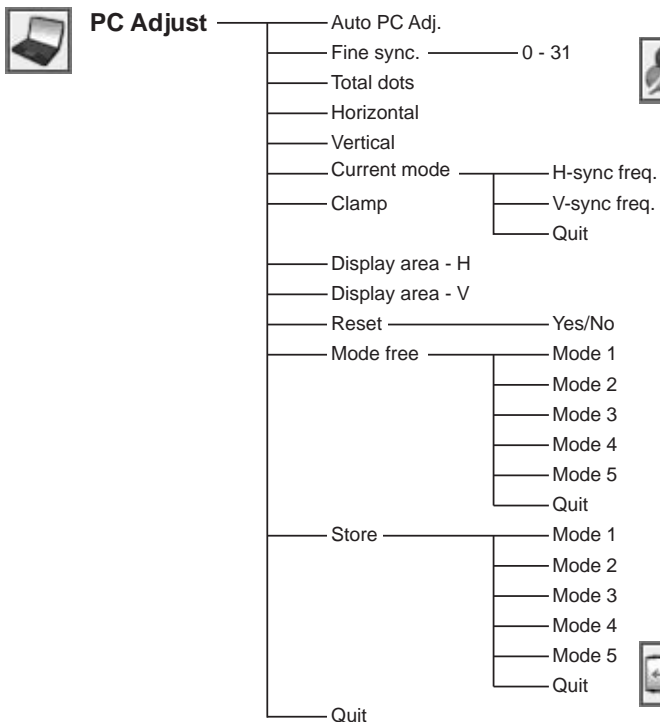 PC Adjust
Auto PC Adj.
Fine sync. 0 - 31
Total dots
Horizontal
Vertical
Current mode H-sync freq.
Clamp V-sync freq.
Quit
Display area - H
Display area - V
Reset Yes/No
Mode free Mode 1
Mode 2
Mode 3
Mode 4
Mode 5
Quit
Store Mode 1
Mode 2
Mode 3
Mode 4
Mode 5
Quit
Quit